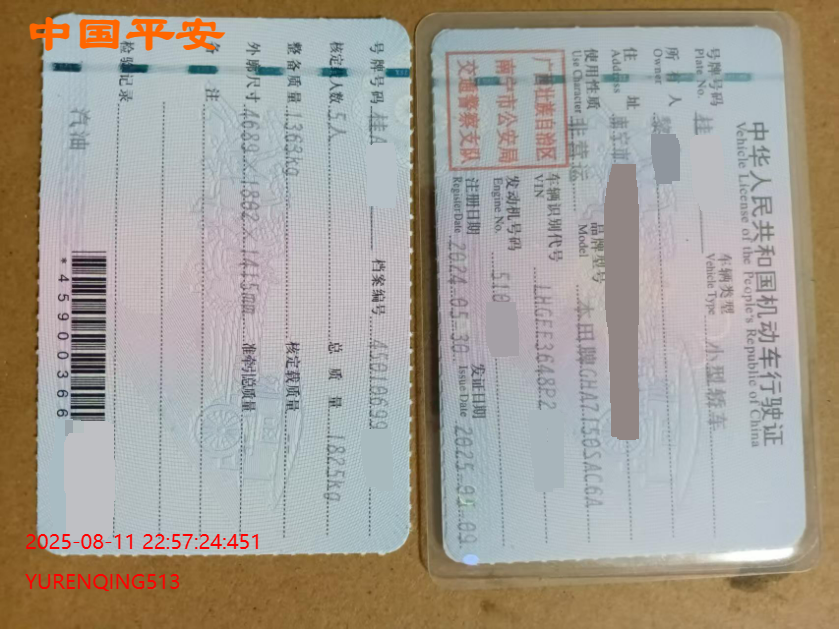 中国平安
中华人民共和国机动车行驶证
Vehicle License of the People's Republic of China
号牌号码 桂 车辆类型 小型轿车
Plate No. Vehicle Type
所有人 黎
Owner
住址 南宁市
Address
使用性质 非营运 品牌型号 本田牌GHA7150SAC6A
Use Character Model
广西壮族自治区
南宁市公安局
交通警察支队
车辆识别代号 LHGFE3648P2
VIN
发动机号码 510
Engine No.
注册日期 2024-05-30 发证日期 2025-05-09
Register Date Issue Date
号牌号码 桂A 档案编号 45010699
核定载人数 5人 总质量 1825kg
整备质量 1363kg 核定载质量
外廓尺寸 4689×1802×1415mm 准牵引总质量
备注
检验记录
汽油
*45900366
2025-08-11 22:57:24:451
YURENQING513